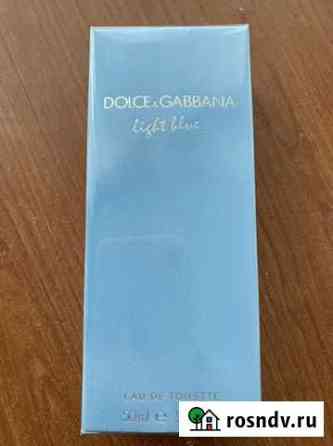 DOLCE&GABBANA
light blue
EAU DE TOILETTE
50ml e
rosndv.ru